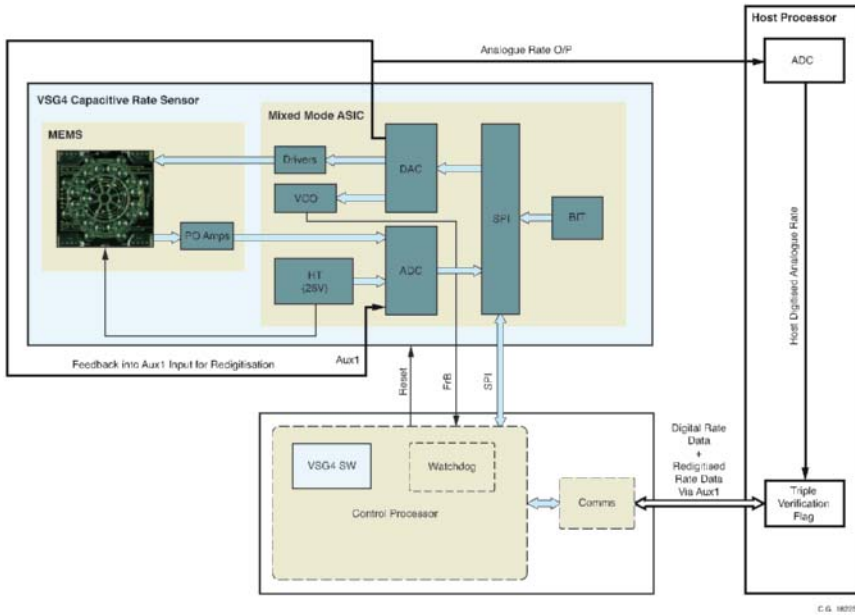 Host Processor
Analogue Rate O/P
ADC
VSG4 Capacitive Rate Sensor
Mixed Mode ASIC
MEMS
Drivers
DAC
VCO
SPI
BIT
PO Amps
ADC
HT
(25V)
Host Digitised Analogue Rate
Aux1
Feedback into Aux1 Input for Redigitisation
Reset
FrB
SPI
VSG4 SW
Watchdog
Control Processor
Comms
Digital Rate
Data
+
Redigitised
Rate Data
Via Aux1
Triple
Verification
Flag